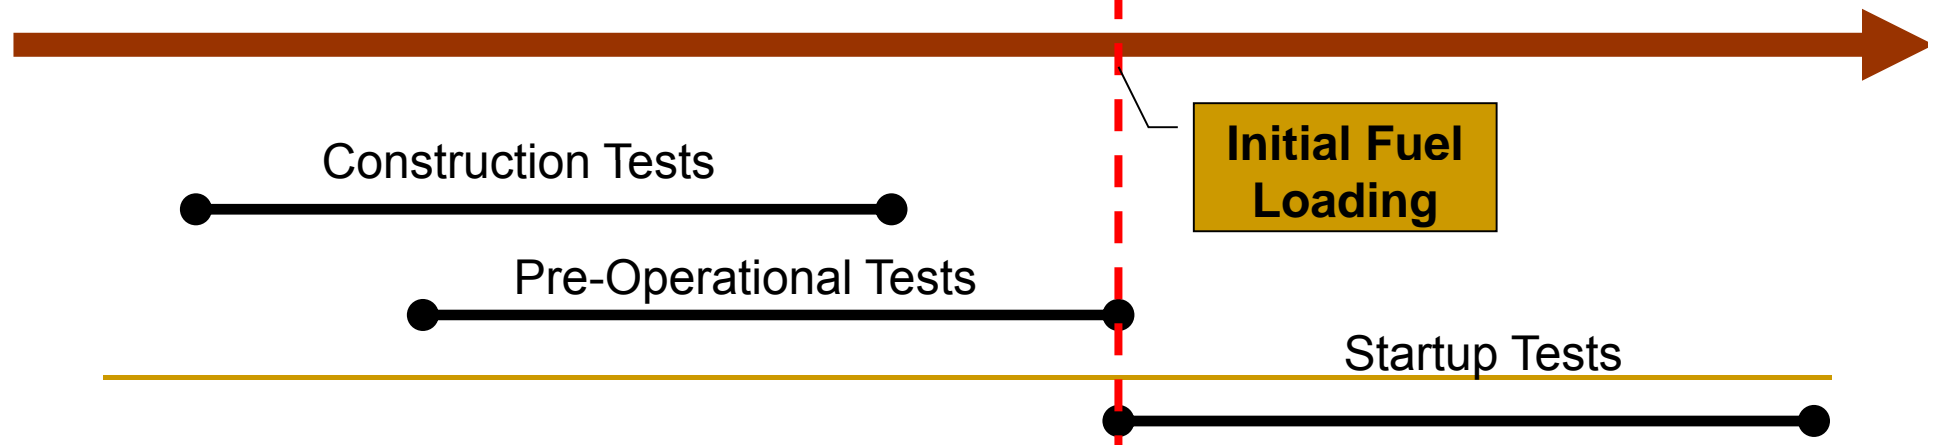 Construction Tests
Initial Fuel
Loading
Pre-Operational Tests
Startup Tests